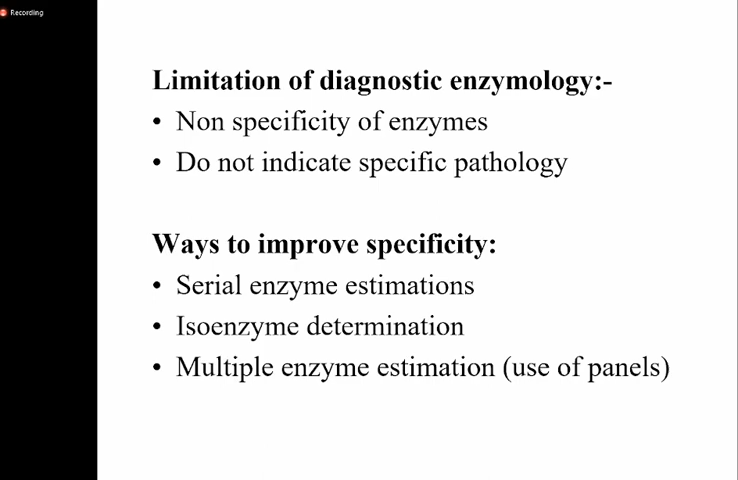 Recording
Limitation of diagnostic enzymology:-
• Non specificity of enzymes
• Do not indicate specific pathology
Ways to improve specificity:
• Serial enzyme estimations
• Isoenzyme determination
• Multiple enzyme estimation (use of panels)